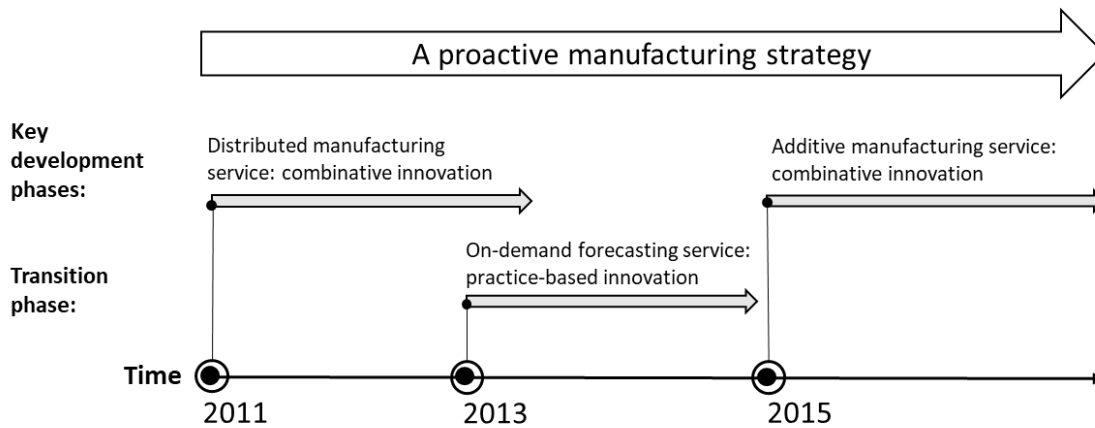 A proactive manufacturing strategy
Key
development
phases:
Distributed manufacturing
service: combinative innovation
Additive manufacturing service:
combinative innovation
Transition
phase:
On-demand forecasting service:
practice-based innovation
Time
2011
2013
2015